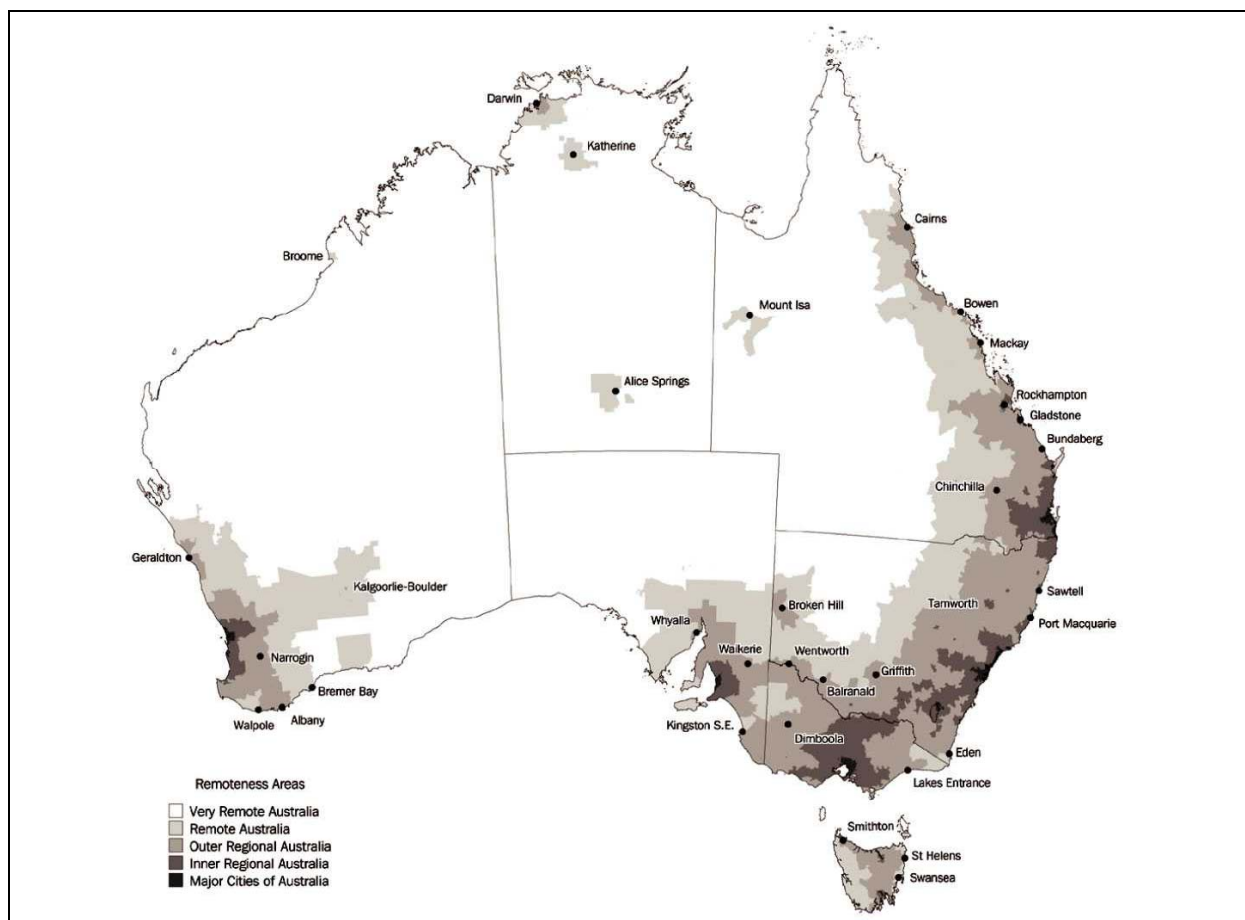 Darwin
Katherine
Cairns
Broome
Mount Isa
Bowen
Mackay
Alice Springs
Rockhampton
Gladstone
Bundaberg
Chinchilla
Geraldton
Kalgoorlie-Boulder
Sawtell
Tamworth
Broken Hill
Port Macquarie
Whyalla
Waikerie
Wentworth
Narrogin
Griffith
Bremer Bay
Balranald
Albany
Walpole
Kingston S.E.
Dimboola
Eden
Lakes Entrance
Remoteness Areas
Very Remote Australia
Remote Australia
Outer Regional Australia
Inner Regional Australia
Major Cities of Australia
Smithton
St Helens
Swansea